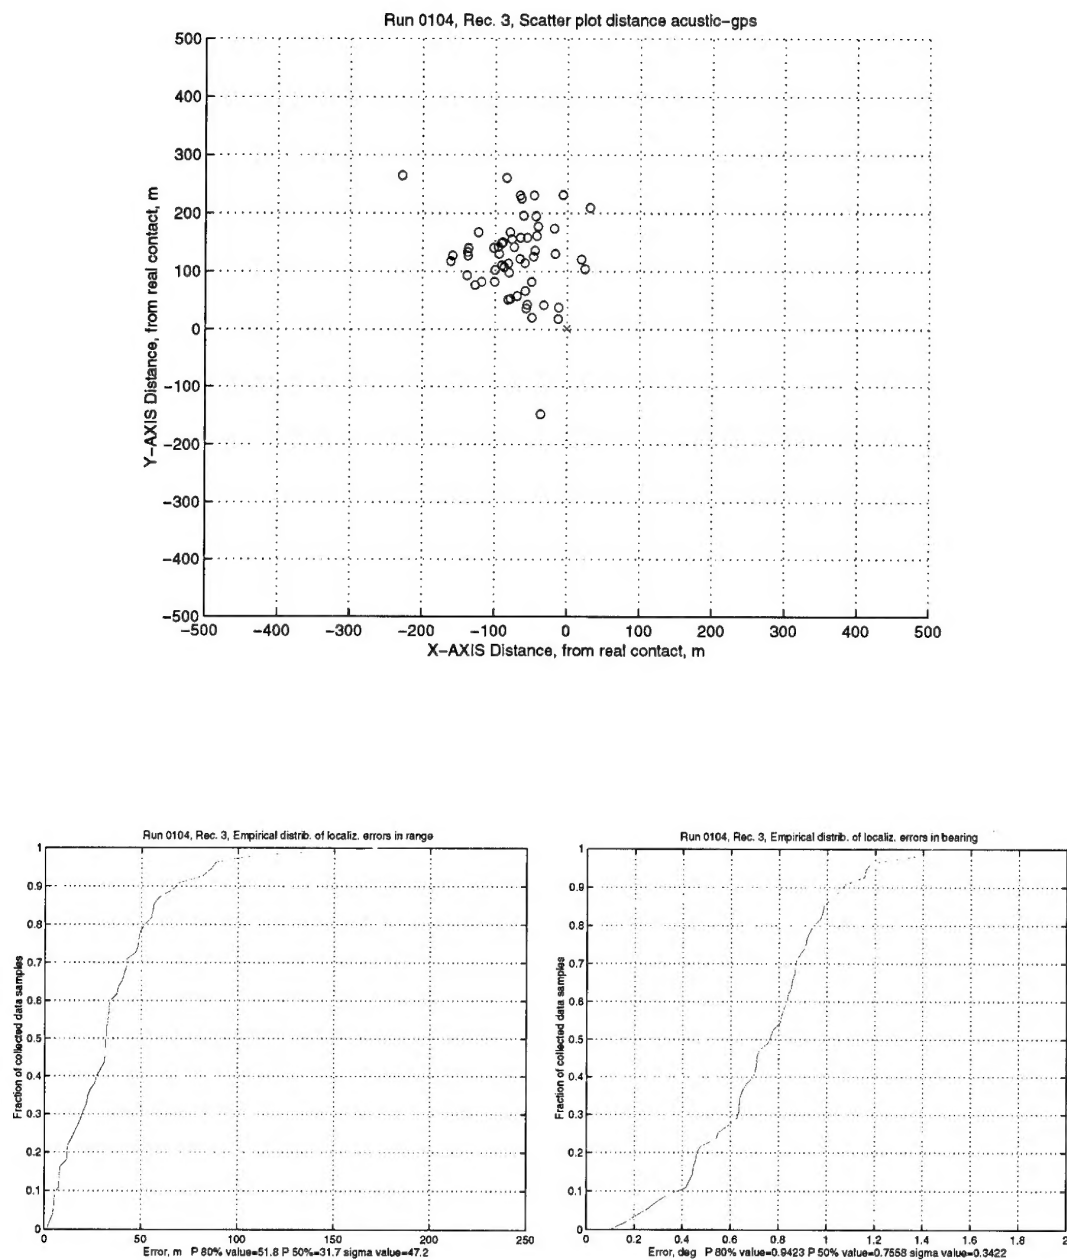 Run 0104, Rec. 3, Scatter plot distance acustic-gps
500
400
300
200
100
0
-100
-200
-300
-400
-500
Y-AXIS Distance, from real contact, m
-500 -400 -300 -200 -100 0 100 200 300 400 500
X-AXIS Distance, from real contact, m
Run 0104, Rec. 3, Empirical distrib. of localiz. errors in range
1
0.9
0.8
0.7
0.6
0.5
0.4
0.3
0.2
0.1
0
Fraction of collected data samples
0 50 100 150 200 250
Error, m P 80% value=51.8 P 50%=31.7 sigma value=47.2
Run 0104, Rec. 3, Empirical distrib. of localiz. errors in bearing
1
0.9
0.8
0.7
0.6
0.5
0.4
0.3
0.2
0.1
0
Fraction of collected data samples
0 0.2 0.4 0.6 0.8 1 1.2 1.4 1.6 1.8 2
Error, deg P 80% value=0.9423 P 50% value=0.7558 sigma value=0.3422